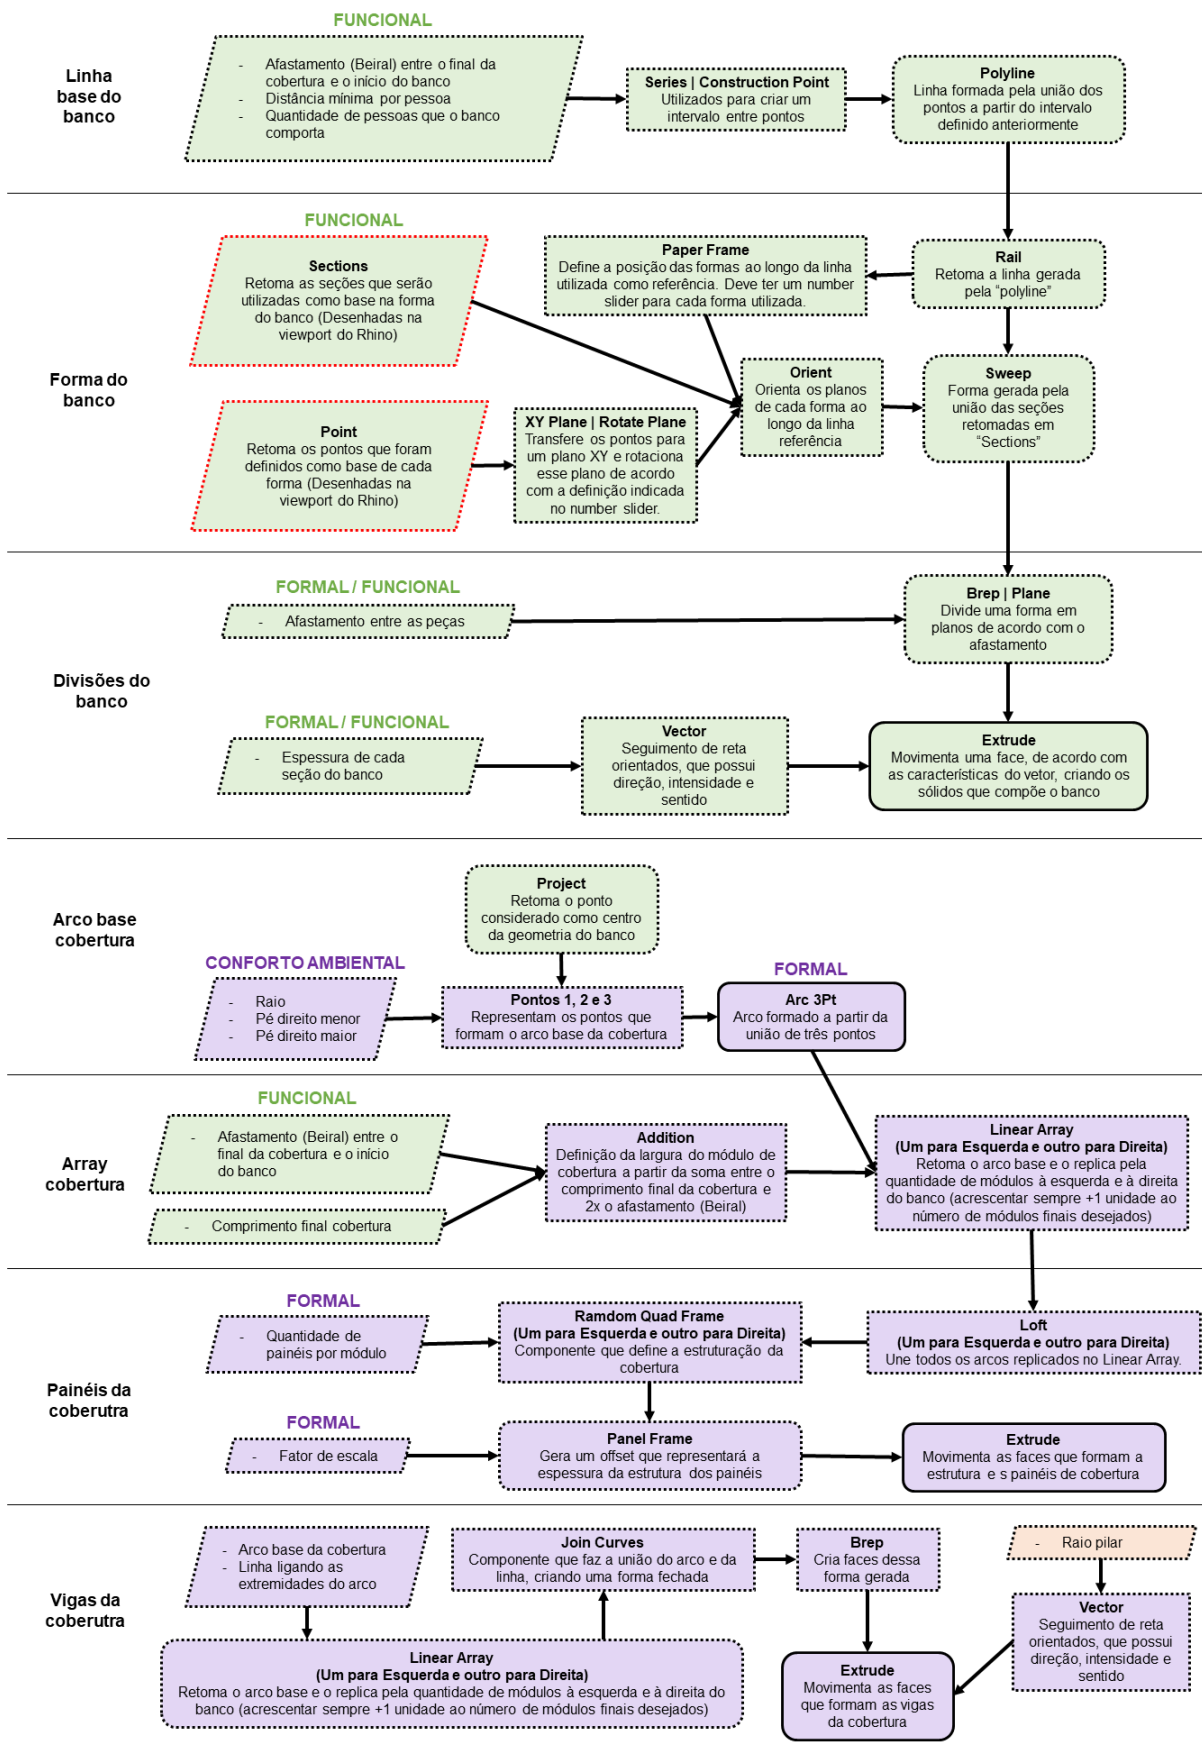 FUNCIONAL
Linha
base do
banco
- Afastamento (Beiral) entre o final da
cobertura e o início do banco
- Distância mínima por pessoa
- Quantidade de pessoas que o banco
comporta
Series | Construction Point
Utilizados para criar um
intervalo entre pontos
Polyline
Linha formada pela união dos
pontos a partir do intervalo
definido anteriormente
FUNCIONAL
Forma do
banco
Sections
Retoma as seções que serão
utilizadas como base na forma
do banco (Desenhadas na
viewport do Rhino)
Paper Frame
Define a posição das formas ao longo da linha
utilizada como referência. Deve ter um number
slider para cada forma utilizada.
Rail
Retoma a linha gerada
pela “polyline”
Point
Retoma os pontos que foram
definidos como base de cada
forma (Desenhadas na
viewport do Rhino)
XY Plane | Rotate Plane
Transfere os pontos para
um plano XY e rotaciona
esse plano de acordo
com a definição indicada
no number slider.
Orient
Orienta os planos
de cada forma ao
longo da linha
referência
Sweep
Forma gerada pela
união das seções
retomadas em
“Sections”
Divisões do
banco
FORMAL / FUNCIONAL
- Afastamento entre as peças
Brep | Plane
Divide uma forma em
planos de acordo com o
afastamento
FORMAL / FUNCIONAL
- Espessura de cada
seção do banco
Vector
Seguimento de reta
orientados, que possui
direção, intensidade e
sentido
Extrude
Movimenta uma face, de acordo com
as características do vetor, criando os
sólidos que compõe o banco
Arco base
cobertura
Project
Retoma o ponto
considerado como centro
da geometria do banco
CONFORTO AMBIENTAL
- Raio
- Pé direito menor
- Pé direito maior
Pontos 1, 2 e 3
Representam os pontos que
formam o arco base da cobertura
FORMAL
Arc 3Pt
Arco formado a partir da
união de três pontos
Array
cobertura
FUNCIONAL
- Afastamento (Beiral) entre o
final da cobertura e o início
do banco
- Comprimento final cobertura
Addition
Definição da largura do módulo de
cobertura a partir da soma entre o
comprimento final da cobertura e
2x o afastamento (Beiral)
Linear Array
(Um para Esquerda e outro para Direita)
Retoma o arco base e o replica pela
quantidade de módulos à esquerda e à direita
do banco (acrescentar sempre +1 unidade ao
número de módulos finais desejados)
Painéis da
coberutra
FORMAL
- Quantidade de
painéis por módulo
Ramdom Quad Frame
(Um para Esquerda e outro para Direita)
Componente que define a estruturação da
cobertura
Loft
(Um para Esquerda e outro para Direita)
Une todos os arcos replicados no Linear Array.
FORMAL
- Fator de escala
Panel Frame
Gera um offset que representará a
espessura da estrutura dos painéis
Extrude
Movimenta as faces que formam a
estrutura e s painéis de cobertura
Vigas da
coberutra
- Arco base da cobertura
- Linha ligando as
extremidades do arco
Join Curves
Componente que faz a união do arco e da
linha, criando uma forma fechada
Brep
Cria faces dessa
forma gerada
- Raio pilar
Vector
Seguimento de reta
orientados, que possui
direção, intensidade e
sentido
Linear Array
(Um para Esquerda e outro para Direita)
Retoma o arco base e o replica pela quantidade de módulos à esquerda e à direita do
banco (acrescentar sempre +1 unidade ao número de módulos finais desejados)
Extrude
Movimenta as faces
que formam as vigas
da cobertura